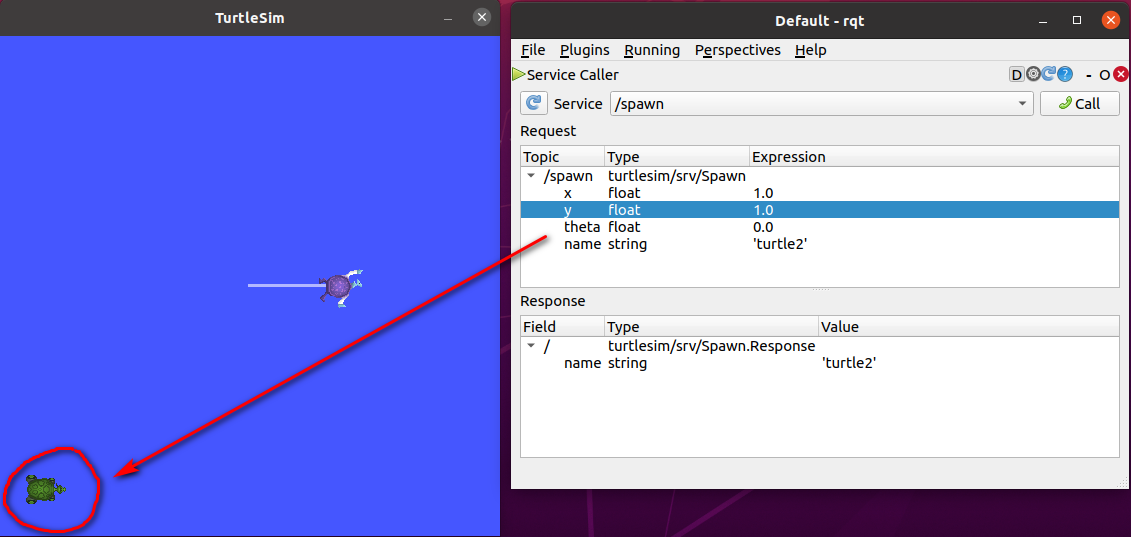 TurtleSim
Default - rqt
File Plugins Running Perspectives Help
Service Caller
D
- O
Service /spawn Call
Request
Topic Type Expression
/spawn turtlesim/srv/Spawn
x float 1.0
y float 1.0
theta float 0.0
name string 'turtle2'
Response
Field Type Value
/ turtlesim/srv/Spawn.Response
name string 'turtle2'